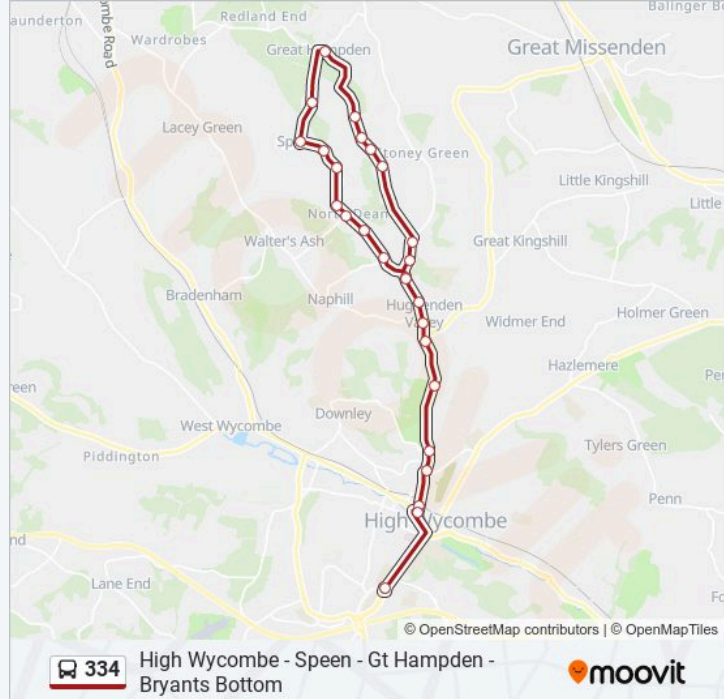 Balinger B
Redland End
Wardrobes
Great Hampden
Great Missenden
Lacey Green
Stoney Green
Little Kingshill
Little
North Dean
Walter's Ash
Great Kingshill
Bradenham
Naphill
Hughenden
Valley
Widmer End
Holmer Green
Hazlemere
Downley
West Wycombe
Tylers Green
Piddington
Penn
High Wycombe
Lane End
© OpenStreetMap contributors | © OpenMapTiles
334
High Wycombe - Speen - Gt Hampden -
Bryants Bottom
moovit